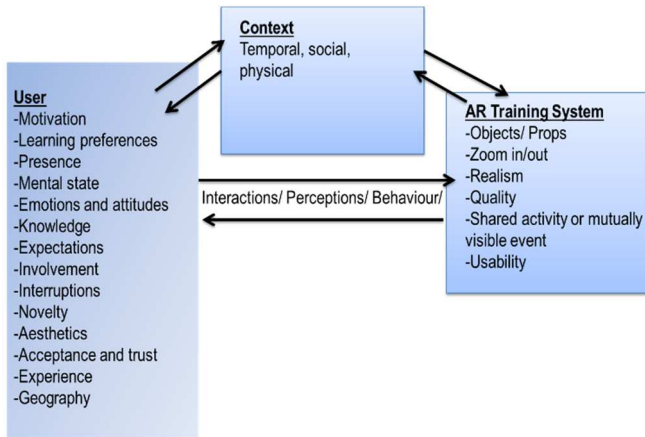 Context
Temporal, social,
physical
User
-Motivation
-Learning preferences
-Presence
-Mental state
-Emotions and attitudes
-Knowledge
-Expectations
-Involvement
-Interruptions
-Novelty
-Aesthetics
-Acceptance and trust
-Experience
-Geography
Interactions/ Perceptions/ Behaviour/
AR Training System
-Objects/ Props
-Zoom in/out
-Realism
-Quality
-Shared activity or mutually
visible event
-Usability